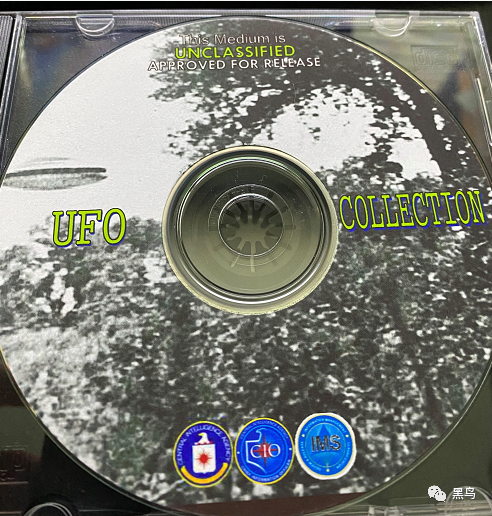 This Medium is
UNCLASSIFIED
APPROVED FOR RELEASE
UFO
COLLECTION
CENTRAL INTELLIGENCE AGENCY
CIO
IMS
黑鸟